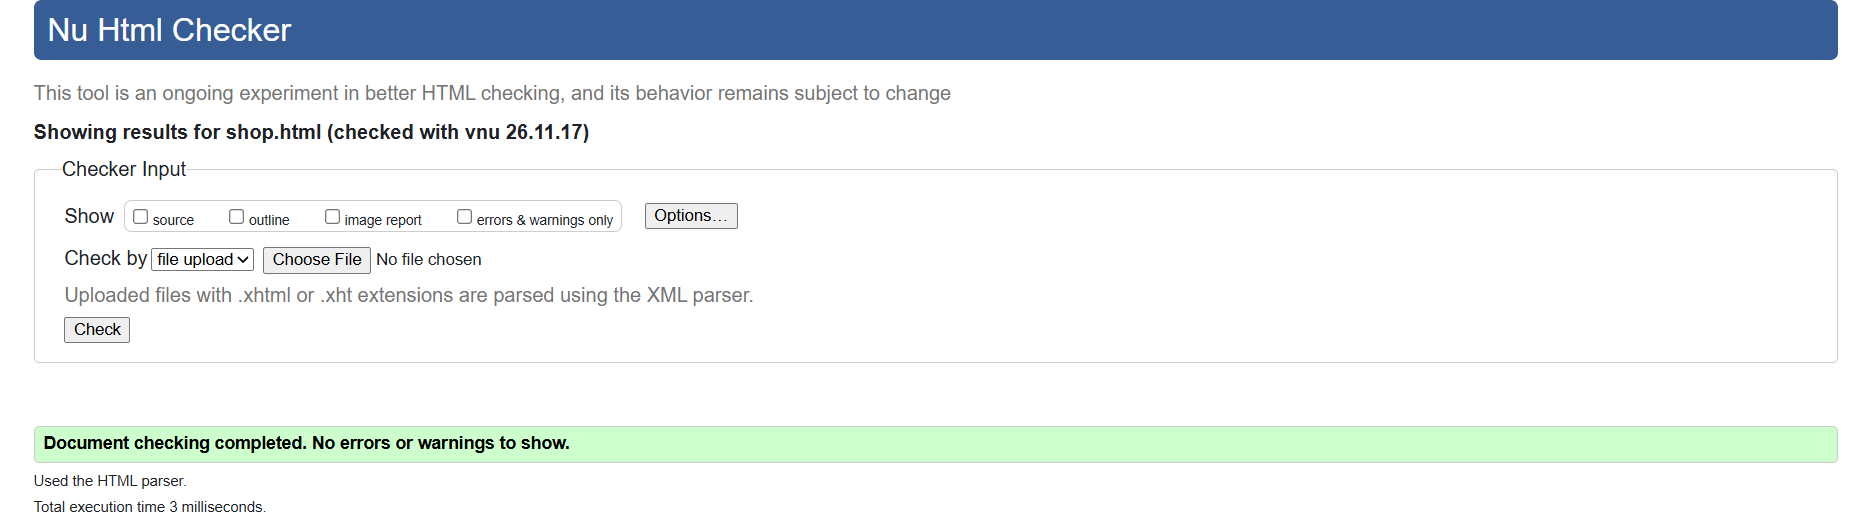 Nu Html Checker
This tool is an ongoing experiment in better HTML checking, and its behavior remains subject to change
Showing results for shop.html (checked with vnu 26.11.17)
Checker Input
Show source outline image report errors & warnings only Options...
Check by file upload Choose File No file chosen
Uploaded files with .xhtml or .xht extensions are parsed using the XML parser.
Check
Document checking completed. No errors or warnings to show.
Used the HTML parser.
Total execution time 3 milliseconds.